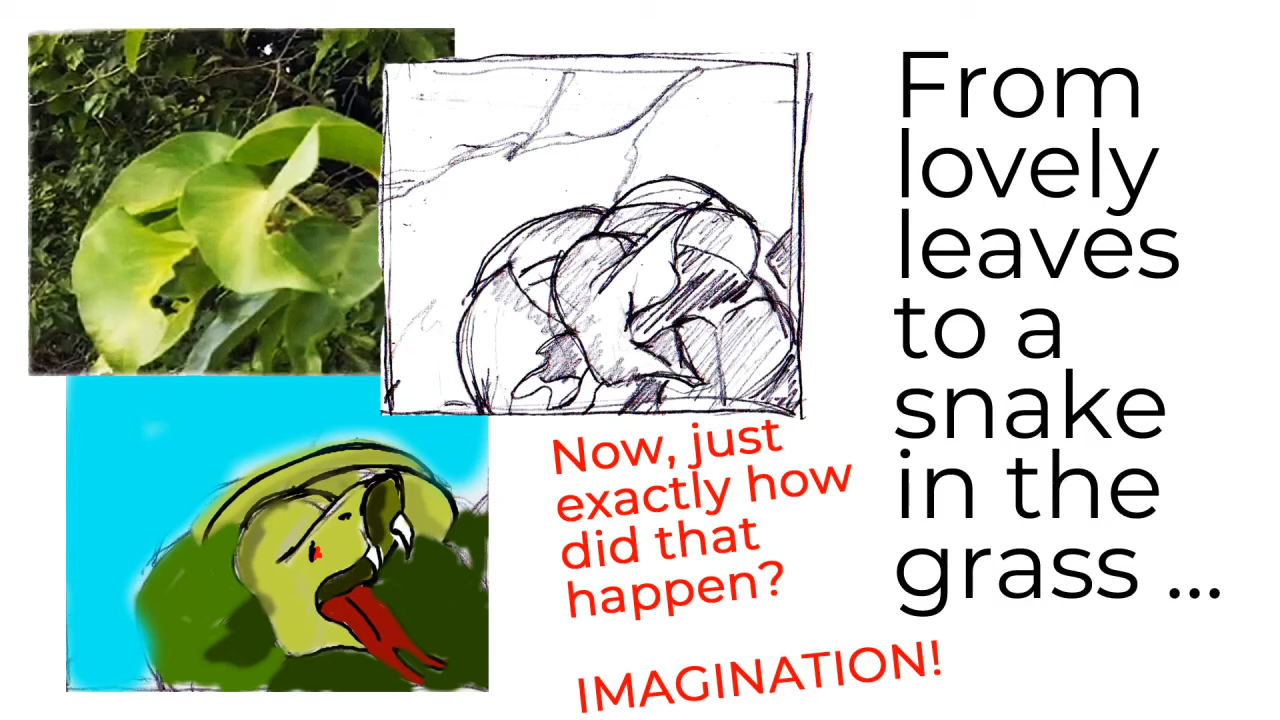 From
lovely
leaves
to a
snake
in the
grass ...
Now, just
exactly how
did that
happen?
IMAGINATION!